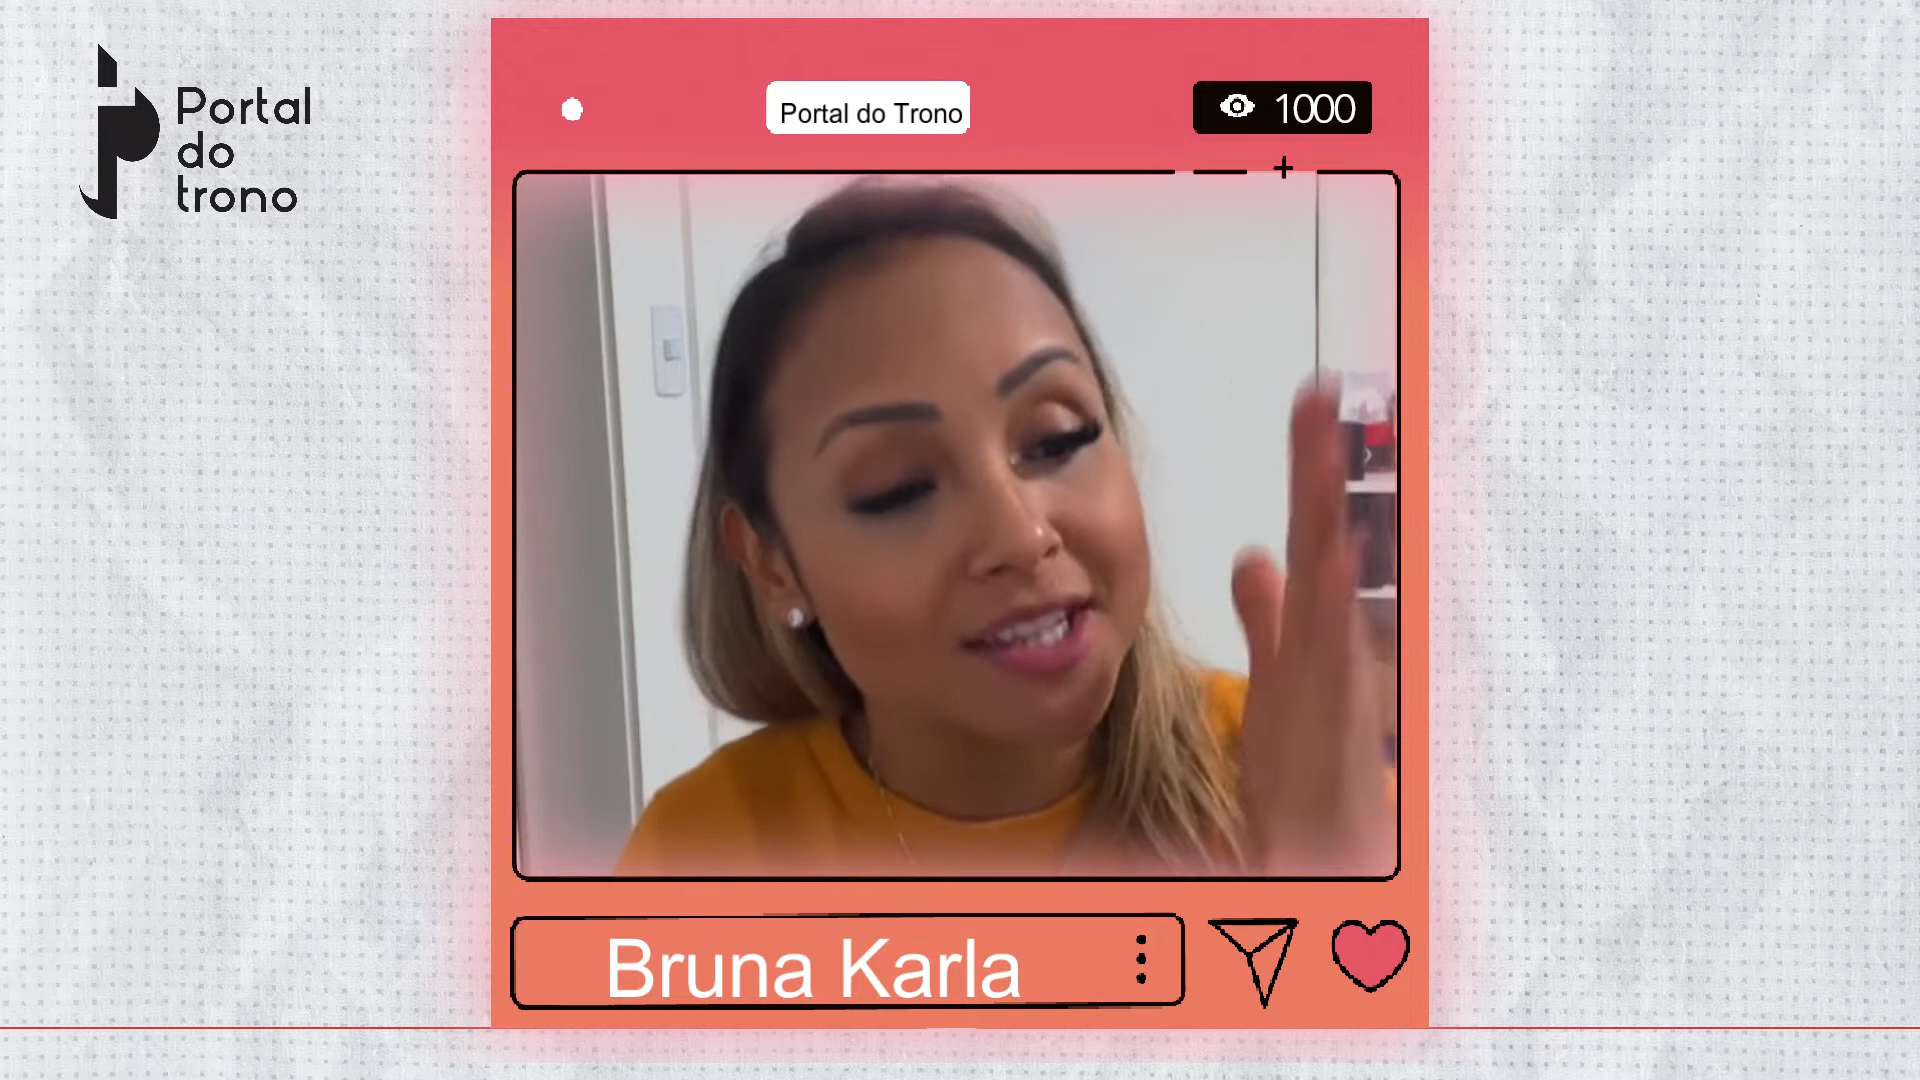 Portal
do
trono
Portal do Trono
1000
Bruna Karla